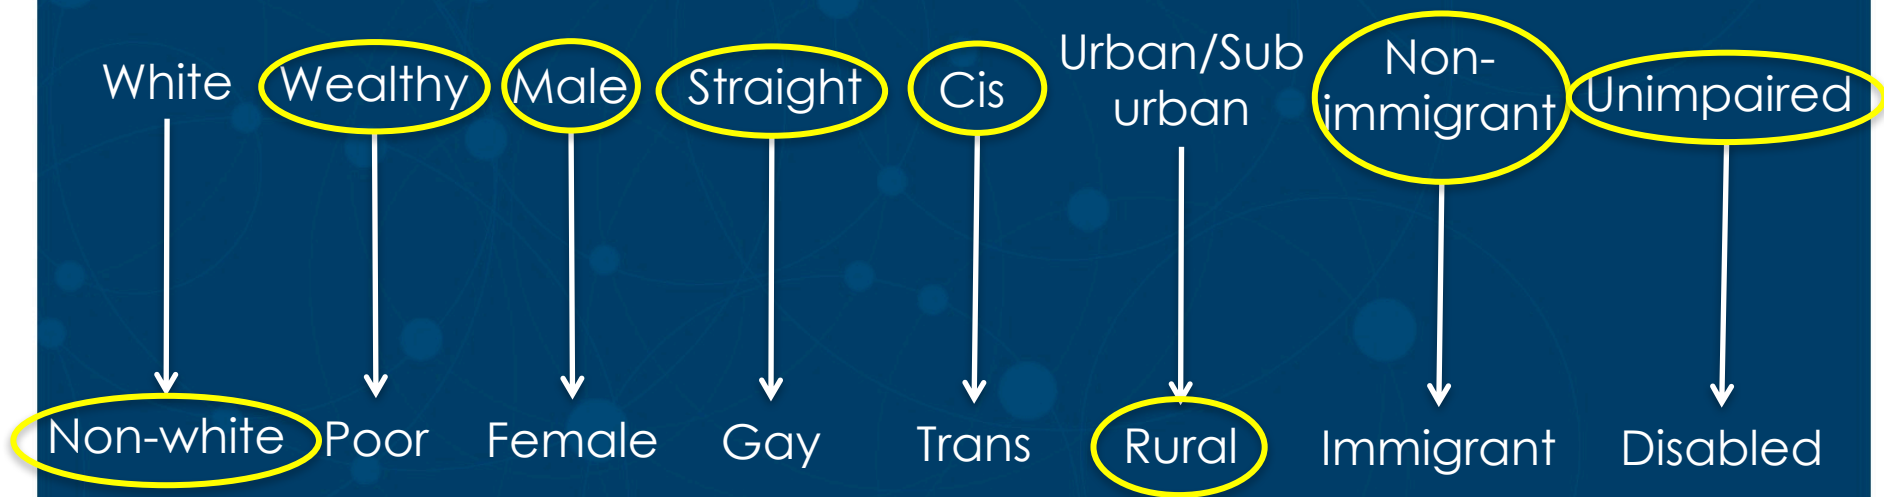 White Wealthy Male Straight Cis Urban/Sub
urban Non-
immigrant Unimpaired
Non-white Poor Female Gay Trans Rural Immigrant Disabled